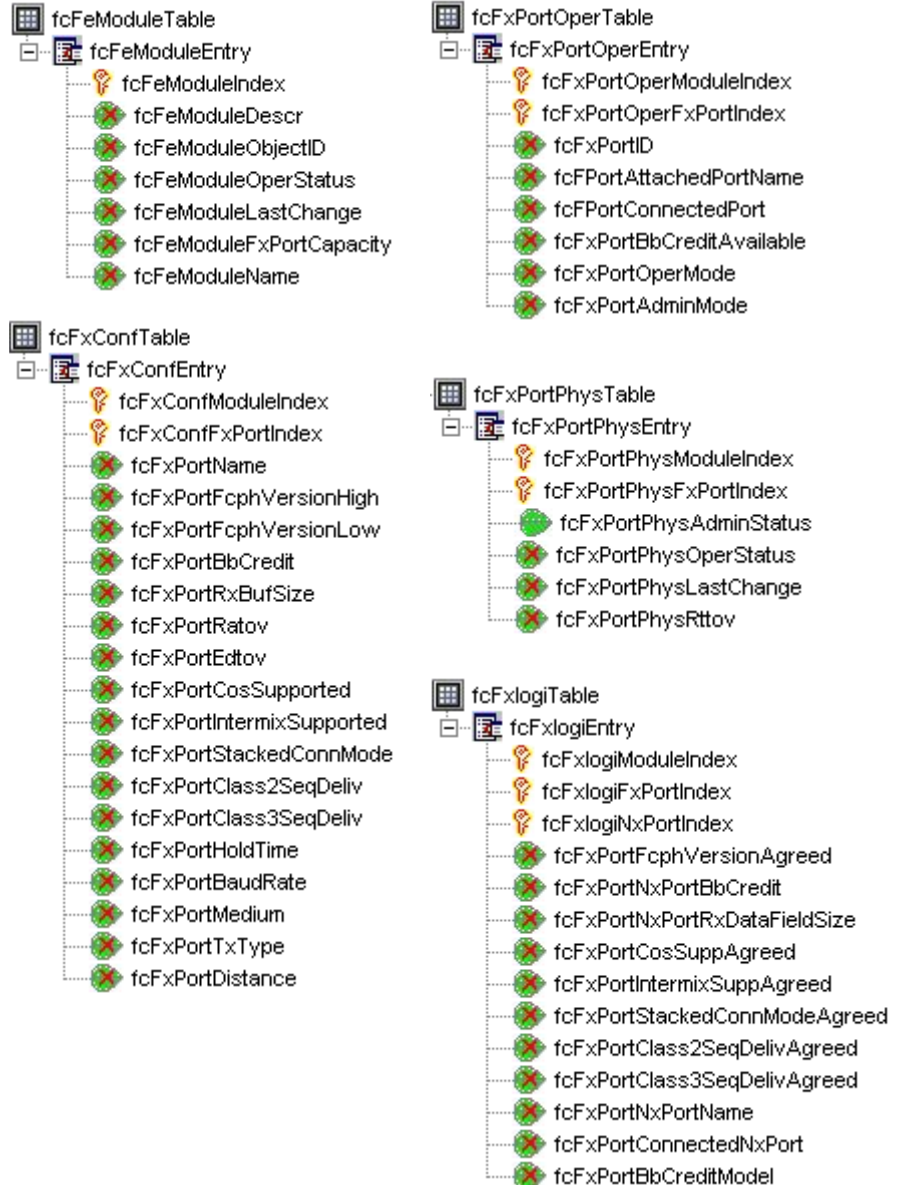 fcFeModuleTable
fcFeModuleEntry
fcFeModuleIndex
fcFeModuleDescr
fcFeModuleObjectID
fcFeModuleOperStatus
fcFeModuleLastChange
fcFeModuleFxPortCapacity
fcFeModuleName
fcFxConfTable
fcFxConfEntry
fcFxConfModuleIndex
fcFxConfFxPortIndex
fcFxPortName
fcFxPortFcphVersionHigh
fcFxPortFcphVersionLow
fcFxPortBbCredit
fcFxPortRxBufSize
fcFxPortRatov
fcFxPortEdtov
fcFxPortCosSupported
fcFxPortIntermixSupported
fcFxPortStackedConnMode
fcFxPortClass2SeqDeliv
fcFxPortClass3SeqDeliv
fcFxPortHoldTime
fcFxPortBaudRate
fcFxPortMedium
fcFxPortTxType
fcFxPortDistance
fcFxPortOperTable
fcFxPortOperEntry
fcFxPortOperModuleIndex
fcFxPortOperFxPortIndex
fcFxPortID
fcFPortAttachedPortName
fcFPortConnectedPort
fcFxPortBbCreditAvailable
fcFxPortOperMode
fcFxPortAdminMode
fcFxPortPhysTable
fcFxPortPhysEntry
fcFxPortPhysModuleIndex
fcFxPortPhysFxPortIndex
fcFxPortPhysAdminStatus
fcFxPortPhysOperStatus
fcFxPortPhysLastChange
fcFxPortPhysRttov
fcFxlogiTable
fcFxlogiEntry
fcFxlogiModuleIndex
fcFxlogiFxPortIndex
fcFxlogiNxPortIndex
fcFxPortFcphVersionAgreed
fcFxPortNxPortBbCredit
fcFxPortNxPortRxDataFieldSize
fcFxPortCosSuppAgreed
fcFxPortIntermixSuppAgreed
fcFxPortStackedConnModeAgreed
fcFxPortClass2SeqDelivAgreed
fcFxPortClass3SeqDelivAgreed
fcFxPortNxPortName
fcFxPortConnectedNxPort
fcFxPortBbCreditModel